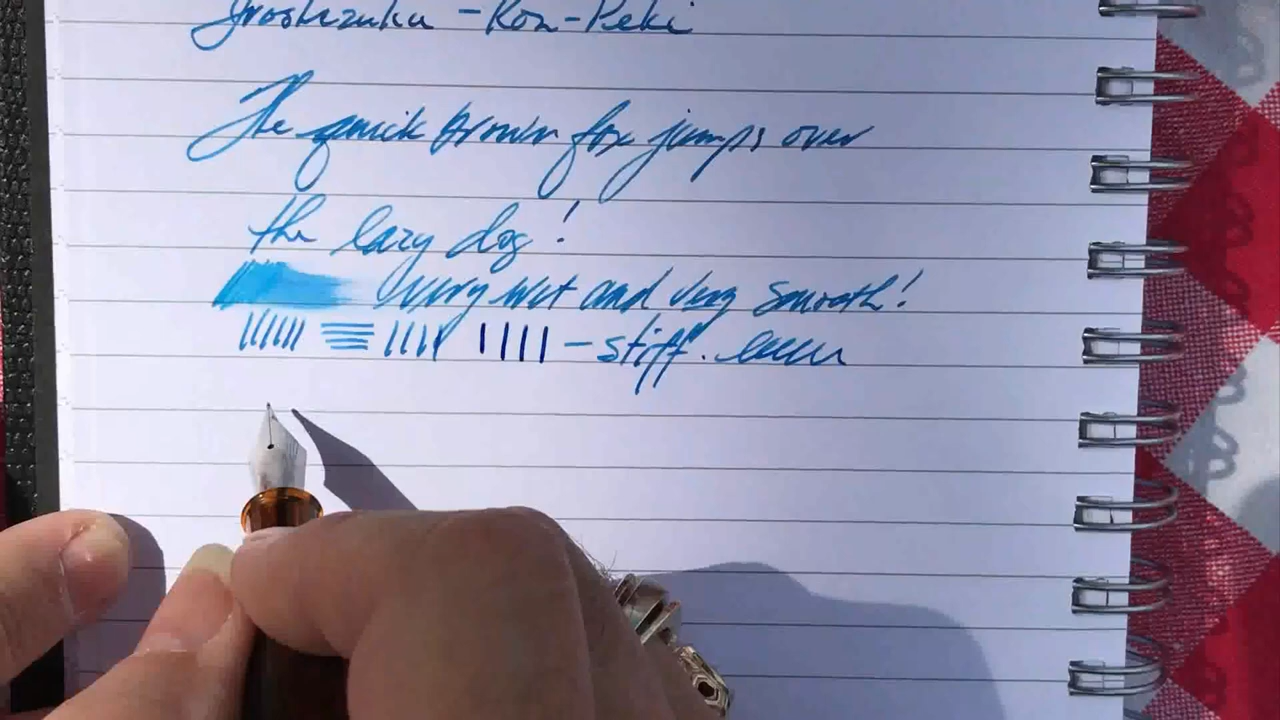 Iroshizuku - Kon-Peki
The quick brown fox jumps over
the lazy dog!
very wet and very smooth!
- stiff.